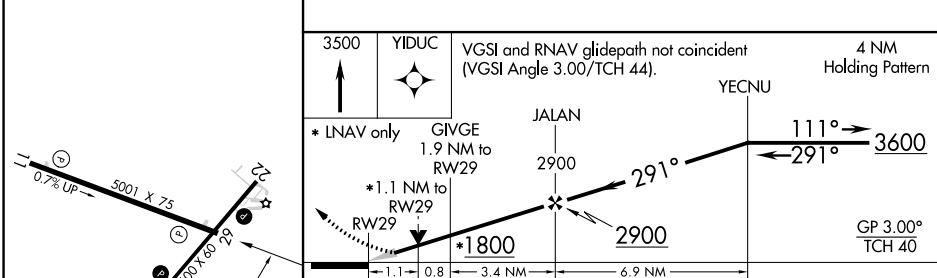 3500
YIDUC
VGSI and RNAV glidepath not coincident
(VGSI Angle 3.00/TCH 44).
4 NM
Holding Pattern
YECNU
JALAN
* LNAV only
GIVGE
1.9 NM to
RW29
111°
3600
291°
2900
291°
*1.1 NM to
RW29
RW29
2900
*1800
GP 3.00°
TCH 40
1.1
0.8
3.4 NM
6.9 NM
11
P
0.7% UP
5001 X 75
22
P
P
29
00 X 60
P